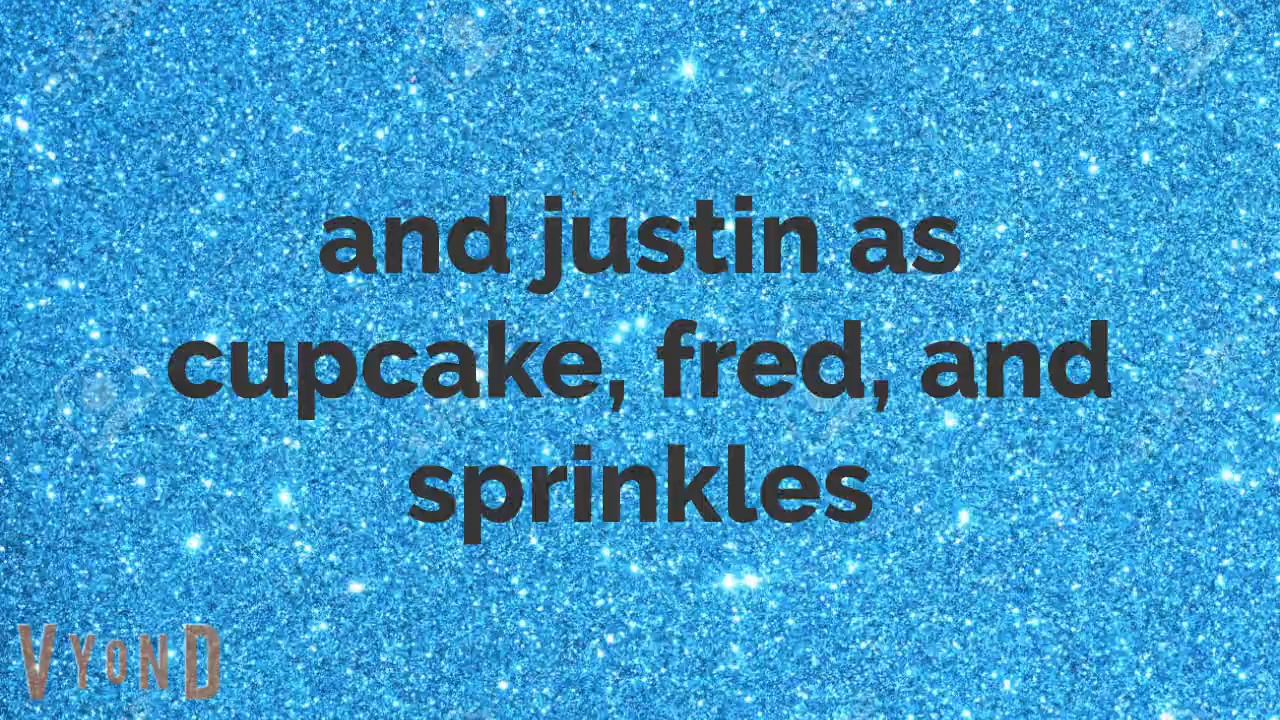 and justin as
cupcake, fred, and
sprinkles
VYOND